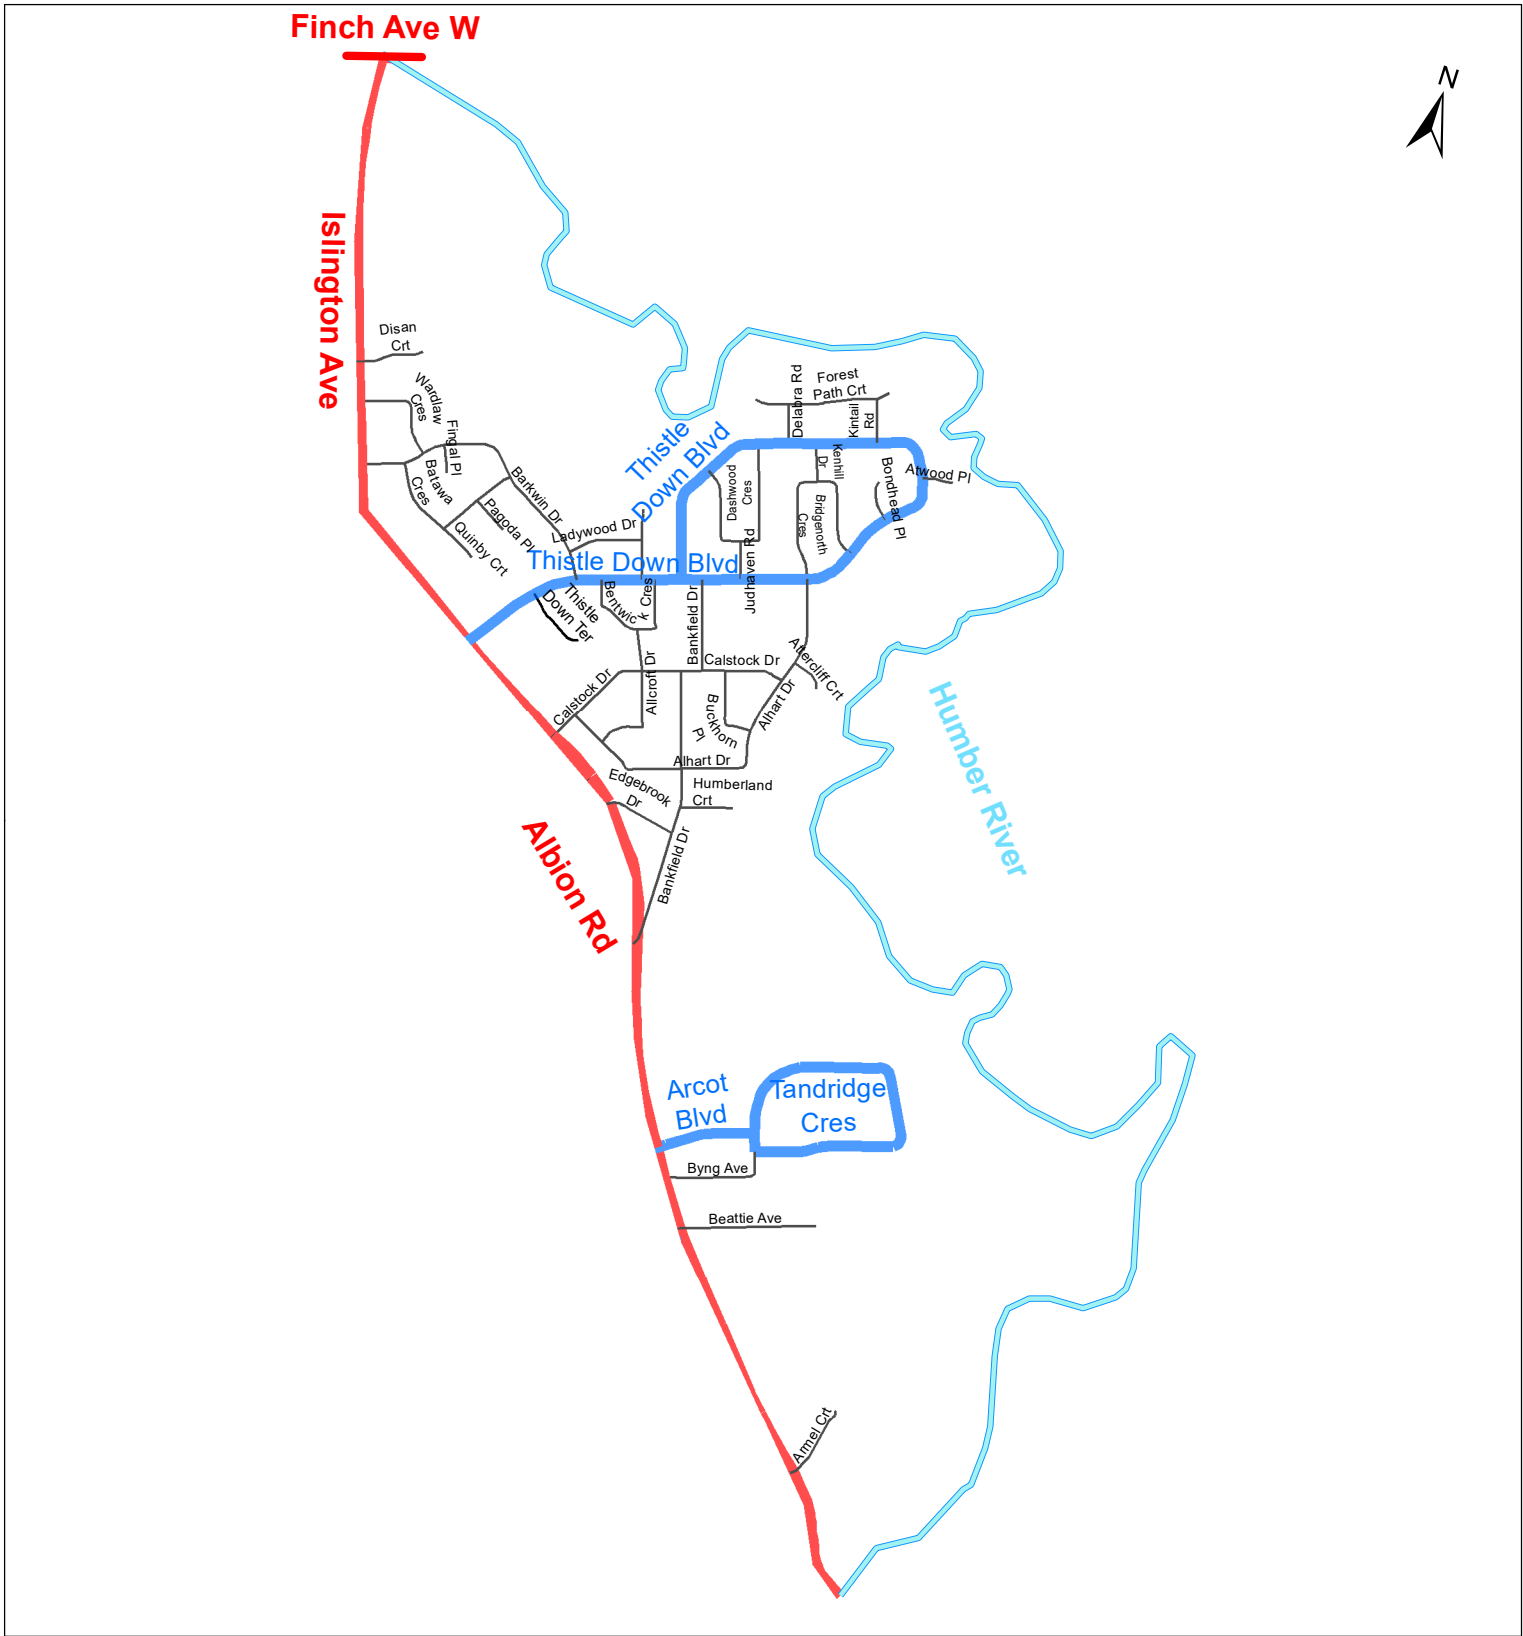 Finch Ave W
N
Islington Ave
Disan
Crt
Wardlaw
Cres
Fingal Pl
Batawa
Cres
Barkwin Dr
Pagoda Pl
Quinby Crt
Ladywood Dr
Thistle
Down Blvd
Thistle Down Blvd
Thistle
Down Ter
Delabra Rd
Forest
Path Crt
Kintail
Rd
Dashwood
Cres
Kenhill
Dr
Bridgenorth
Cres
Bondhead Pl
Atwood Pl
Judhaven Rd
Bentwic
k Cres
Bankfield Dr
Calstock Dr
Attercliff Crt
Allcroft Dr
Calstock Dr
Buckhorn
Pl
Alhart Dr
Alhart Dr
Edgebrook
Dr
Humberland
Crt
Bankfield Dr
Albion Rd
Humber River
Arcot
Blvd
Tandridge
Cres
Byng Ave
Beattie Ave
Armel Crt